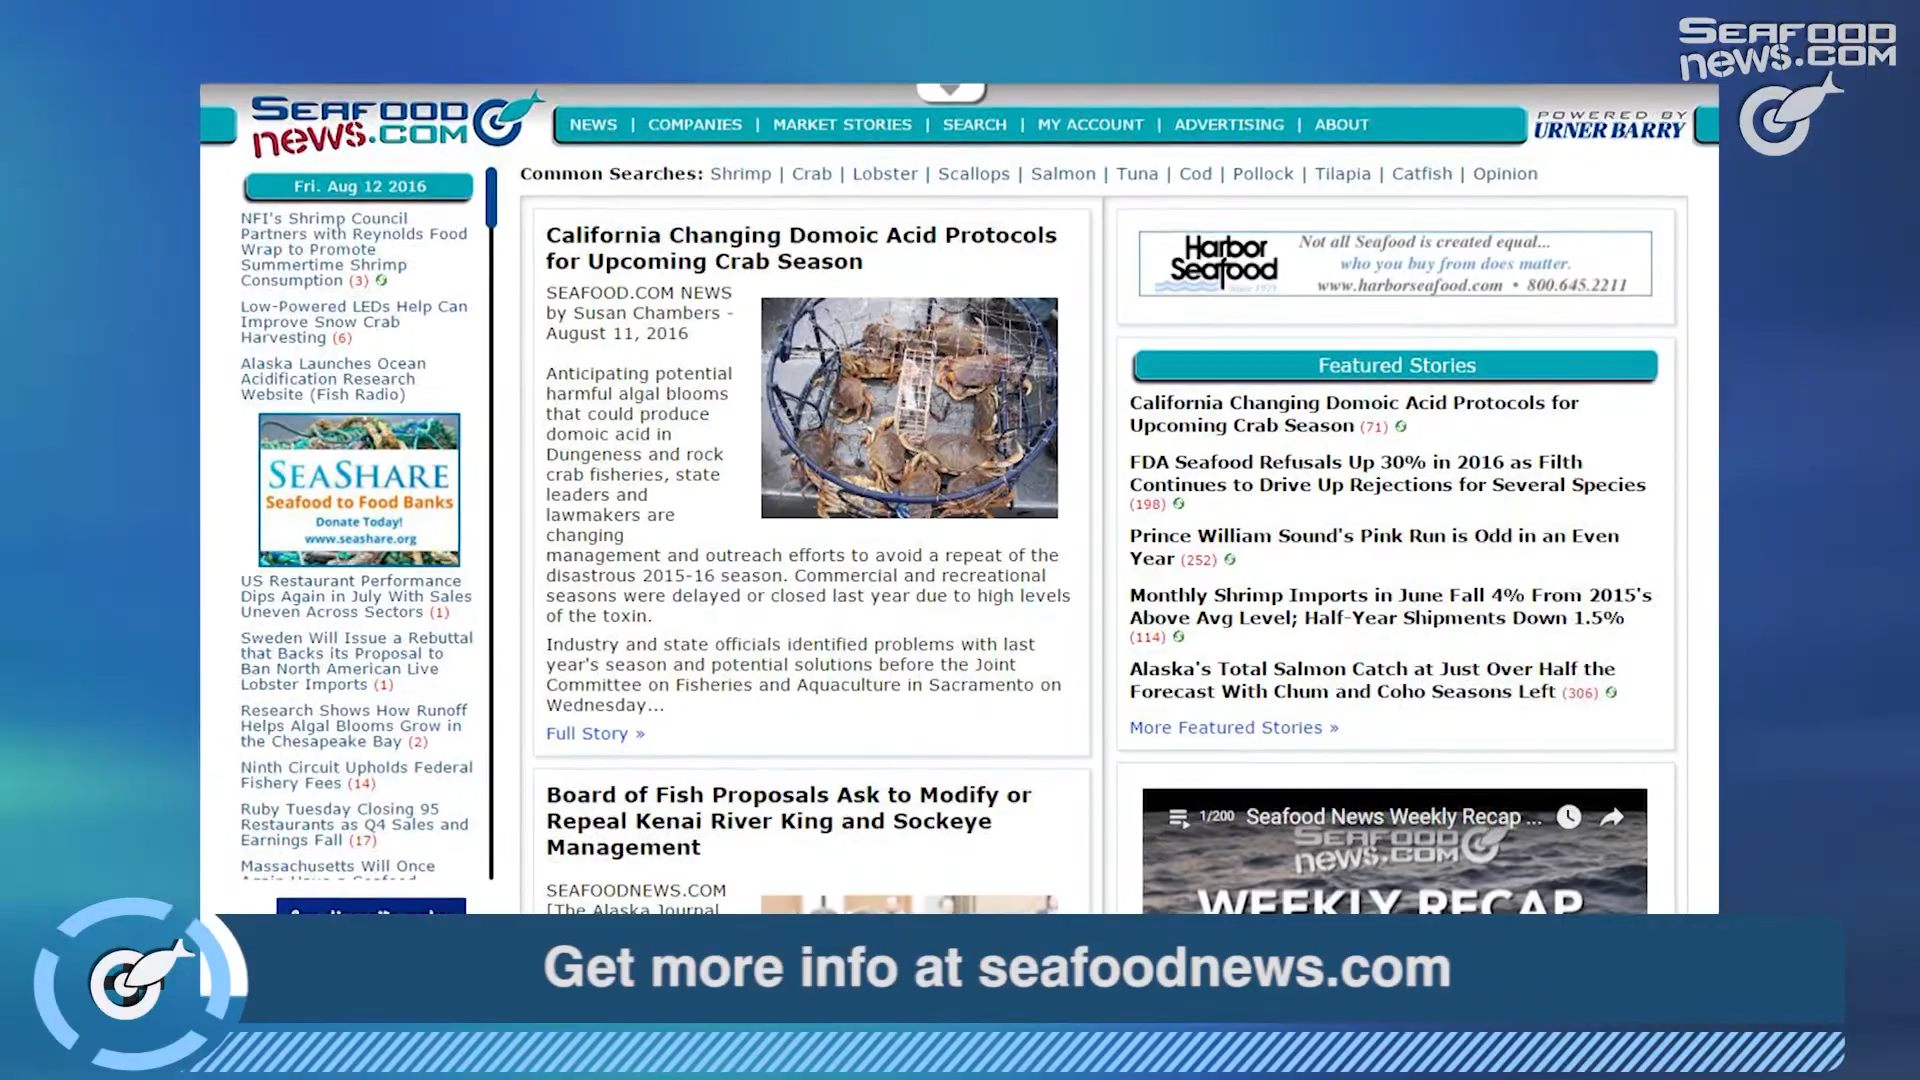 SEAFOOD
news.COM
SEAFOOD
news.COM
NEWS | COMPANIES | MARKET STORIES | SEARCH | MY ACCOUNT | ADVERTISING | ABOUT
POWERED BY
URNER BARRY
Common Searches: Shrimp | Crab | Lobster | Scallops | Salmon | Tuna | Cod | Pollock | Tilapia | Catfish | Opinion
Fri. Aug 12 2016
NFI's Shrimp Council
Partners with Reynolds Food
Wrap to Promote
Summertime Shrimp
Consumption (3)
Low-Powered LEDs Help Can
Improve Snow Crab
Harvesting (6)
Alaska Launches Ocean
Acidification Research
Website (Fish Radio)
SEASHARE
Seafood to Food Banks
Donate Today!
www.seashare.org
US Restaurant Performance
Dips Again in July With Sales
Uneven Across Sectors (1)
Sweden Will Issue a Rebuttal
that Backs its Proposal to
Ban North American Live
Lobster Imports (1)
Research Shows How Runoff
Helps Algal Blooms Grow in
the Chesapeake Bay (2)
Ninth Circuit Upholds Federal
Fishery Fees (14)
Ruby Tuesday Closing 95
Restaurants as Q4 Sales and
Earnings Fall (17)
Massachusetts Will Once
California Changing Domoic Acid Protocols
for Upcoming Crab Season
SEAFOOD.COM NEWS
by Susan Chambers -
August 11, 2016
Anticipating potential
harmful algal blooms
that could produce
domoic acid in
Dungeness and rock
crab fisheries, state
leaders and
lawmakers are
changing
management and outreach efforts to avoid a repeat of the
disastrous 2015-16 season. Commercial and recreational
seasons were delayed or closed last year due to high levels
of the toxin.
Industry and state officials identified problems with last
year's season and potential solutions before the Joint
Committee on Fisheries and Aquaculture in Sacramento on
Wednesday...
Full Story »
Board of Fish Proposals Ask to Modify or
Repeal Kenai River King and Sockeye
Management
SEAFOODNEWS.COM
[The Alaska Journal
Harbor
Seafood
Since 1975
Not all Seafood is created equal...
who you buy from does matter.
www.harborseafood.com • 800.645.2211
Featured Stories
California Changing Domoic Acid Protocols for
Upcoming Crab Season (71)
FDA Seafood Refusals Up 30% in 2016 as Filth
Continues to Drive Up Rejections for Several Species
(198)
Prince William Sound's Pink Run is Odd in an Even
Year (252)
Monthly Shrimp Imports in June Fall 4% From 2015's
Above Avg Level; Half-Year Shipments Down 1.5%
(114)
Alaska's Total Salmon Catch at Just Over Half the
Forecast With Chum and Coho Seasons Left (306)
More Featured Stories »
1/200 Seafood News Weekly Recap ...
SEAFOOD
news.COM
WEEKLY RECAP
Get more info at seafoodnews.com